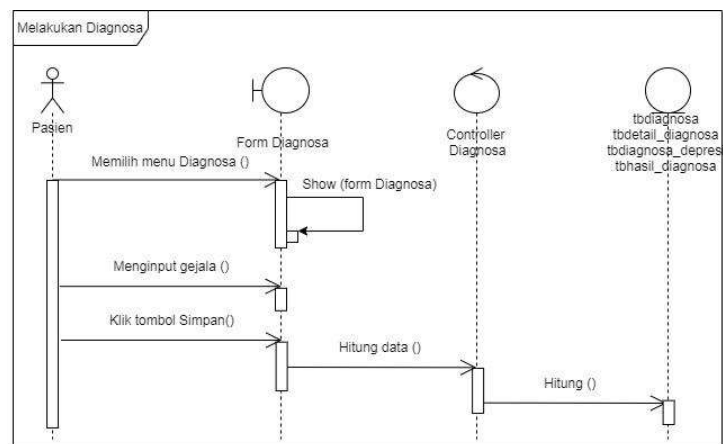 Melakukan Diagnosa
Pasien
Form Diagnosa
Controller
Diagnosa
tbdiagnosa
tbdetail_diagnosa
tbdiagnosa_depres
tbhasil_diagnosa
Memilih menu Diagnosa ()
Show (form Diagnosa)
Menginput gejala ()
Klik tombol Simpan()
Hitung data ()
Hitung ()